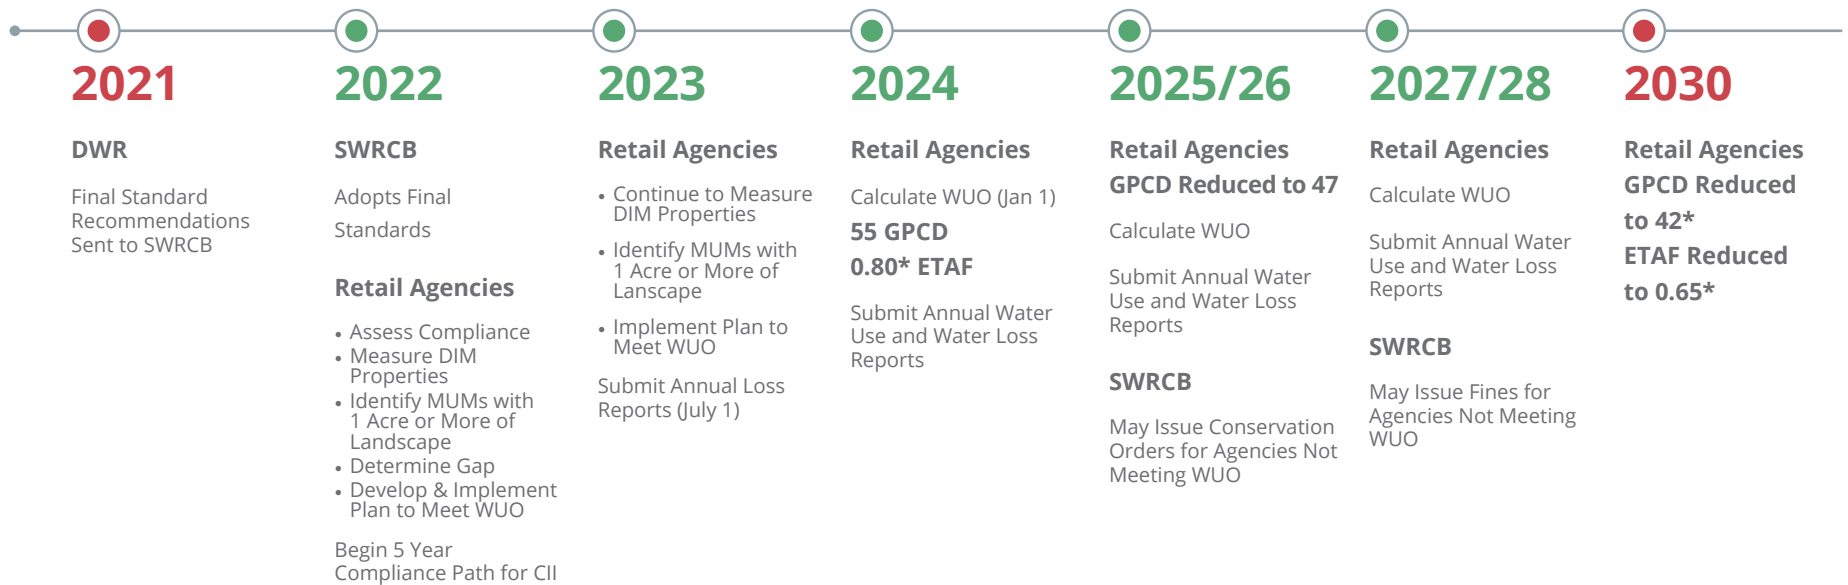 2021
DWR
Final Standard
Recommendations
Sent to SWRCB
2022
SWRCB
Adopts Final
Standards
Retail Agencies
• Assess Compliance
• Measure DIM
Properties
• Identify MUMs with
1 Acre or More of
Landscape
• Determine Gap
• Develop & Implement
Plan to Meet WUO
Begin 5 Year
Compliance Path for CII
2023
Retail Agencies
• Continue to Measure
DIM Properties
• Identify MUMs with
1 Acre or More of
Lanscape
• Implement Plan to
Meet WUO
Submit Annual Loss
Reports (July 1)
2024
Retail Agencies
Calculate WUO (Jan 1)
55 GPCD
0.80* ETAF
Submit Annual Water
Use and Water Loss
Reports
2025/26
Retail Agencies
GPCD Reduced to 47
Calculate WUO
Submit Annual Water
Use and Water Loss
Reports
SWRCB
May Issue Conservation
Orders for Agencies Not
Meeting WUO
2027/28
Retail Agencies
Calculate WUO
Submit Annual Water
Use and Water Loss
Reports
SWRCB
May Issue Fines for
Agencies Not Meeting
WUO
2030
Retail Agencies
GPCD Reduced
to 42*
ETAF Reduced
to 0.65*